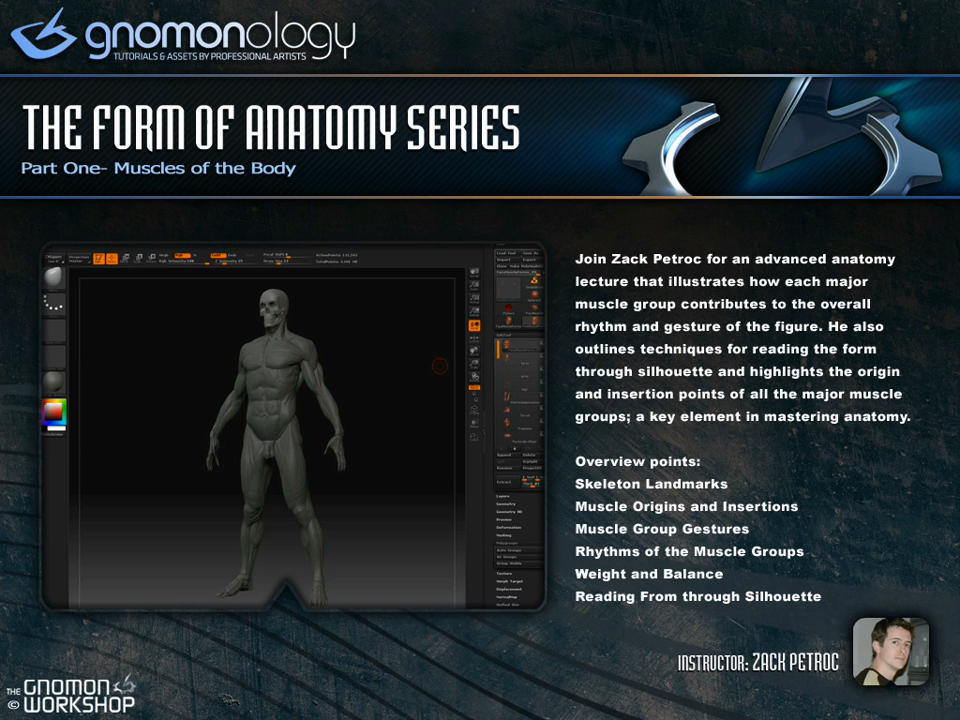 gnomonology
TUTORIALS & ASSETS BY PROFESSIONAL ARTISTS
THE FORM OF ANATOMY SERIES
Part One- Muscles of the Body
Join Zack Petroc for an advanced anatomy
lecture that illustrates how each major
muscle group contributes to the overall
rhythm and gesture of the figure. He also
outlines techniques for reading the form
through silhouette and highlights the origin
and insertion points of all the major muscle
groups; a key element in mastering anatomy.
Overview points:
Skeleton Landmarks
Muscle Origins and Insertions
Muscle Group Gestures
Rhythms of the Muscle Groups
Weight and Balance
Reading From through Silhouette
INSTRUCTOR: ZACK PETROC
THE GNOMON
© WORKSHOP